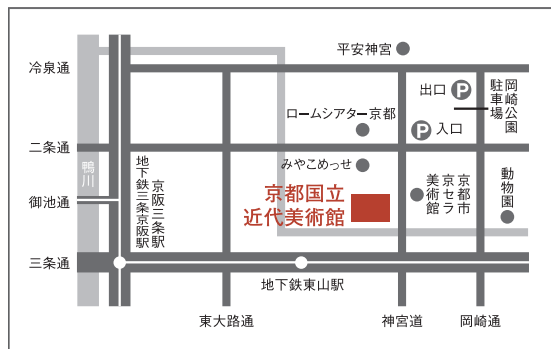 平安神宮
冷泉通
出口
P
岡崎公園
駐車場
ロームシアター京都
P
入口
二条通
みやこめっせ
鴨川
地下鉄三条京阪駅
京阪三条駅
京都国立
近代美術館
京都市
京セラ
美術館
動物園
御池通
三条通
地下鉄東山駅
東大路通
神宮道
岡崎通